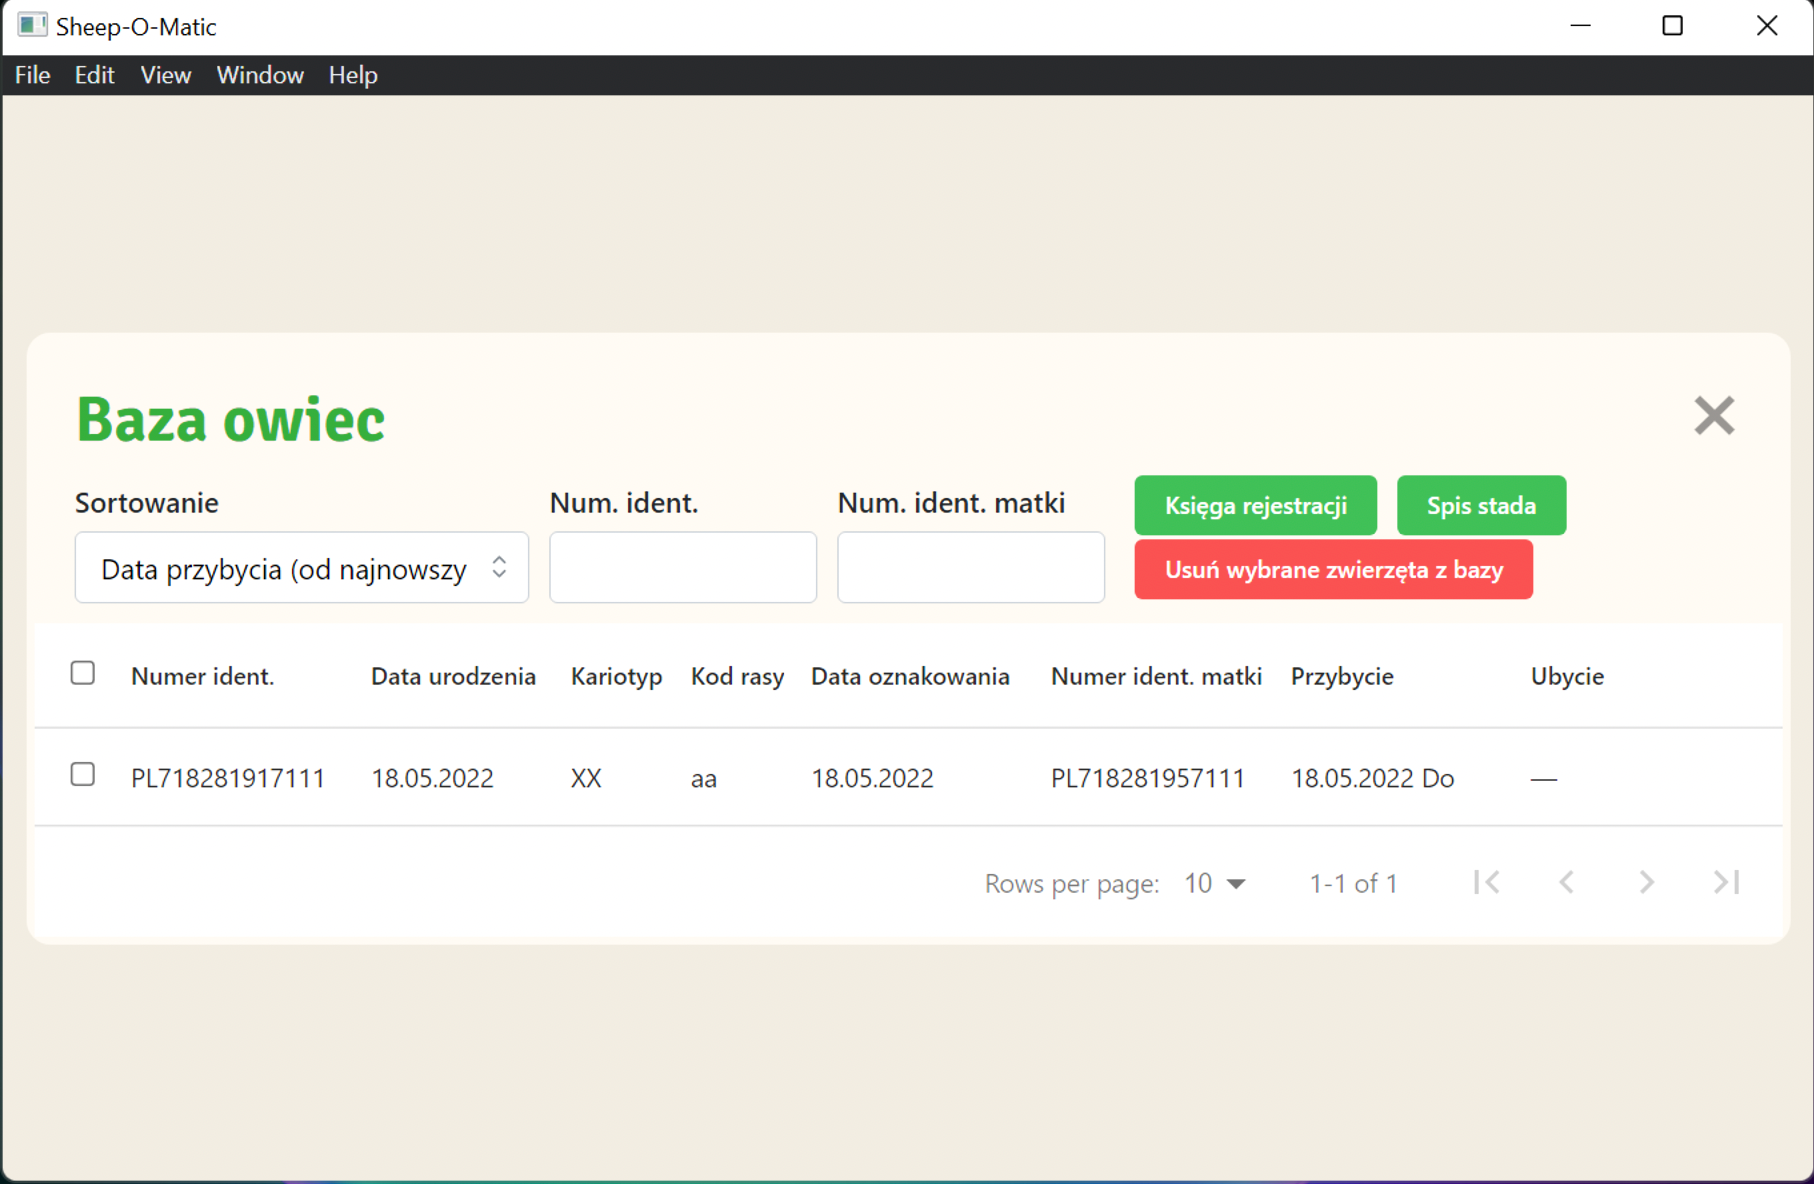 Sheep-O-Matic
File Edit View Window Help
Baza owiec
Sortowanie Num. ident. Num. ident. matki Księga rejestracji Spis stada
Data przybycia (od najnowszy Usuń wybrane zwierzęta z bazy
Numer ident. Data urodzenia Kariotyp Kod rasy Data oznakowania Numer ident. matki Przybycie Ubycie
PL718281917111 18.05.2022 XX aa 18.05.2022 PL718281957111 18.05.2022 Do —
Rows per page: 10 1-1 of 1